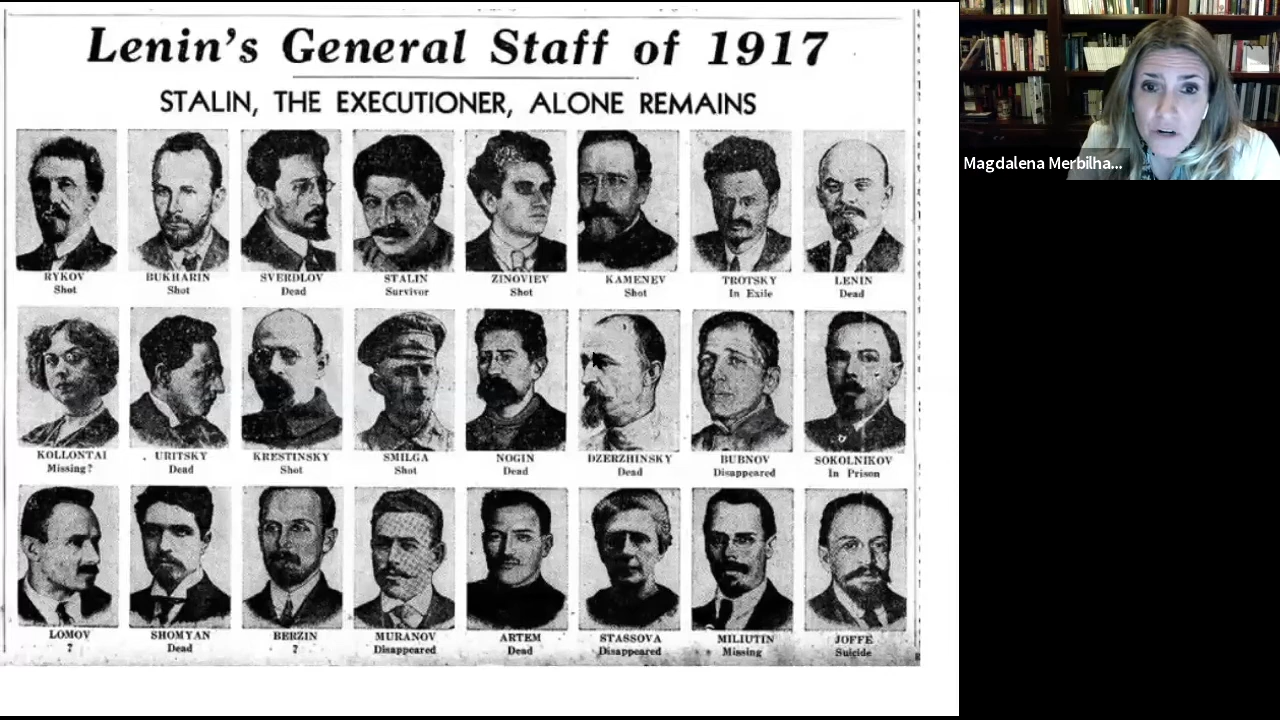 Lenin's General Staff of 1917
STALIN, THE EXECUTIONER, ALONE REMAINS
RYKOV BUKHARIN SVERDLOV STALIN ZINOVIEV KAMENEV TROTSKY LENIN
Shot Shot Dead Survivor Shot Shot In Exile Dead
KOLLONTAI URITSKY KRESTINSKY SMILGA NOGIN DZERZHINSKY BUBNOV SOKOLNIKOV
Missing? Dead Shot Shot Dead Dead Disappeared In Prison
LOMOV SHOMYAN BERZIN MURANOV ARTEM STASSOVA MILIUTIN JOFFE
? Dead ? Disappeared Dead Disappeared Missing Suicide
Magdalena Merbilha...